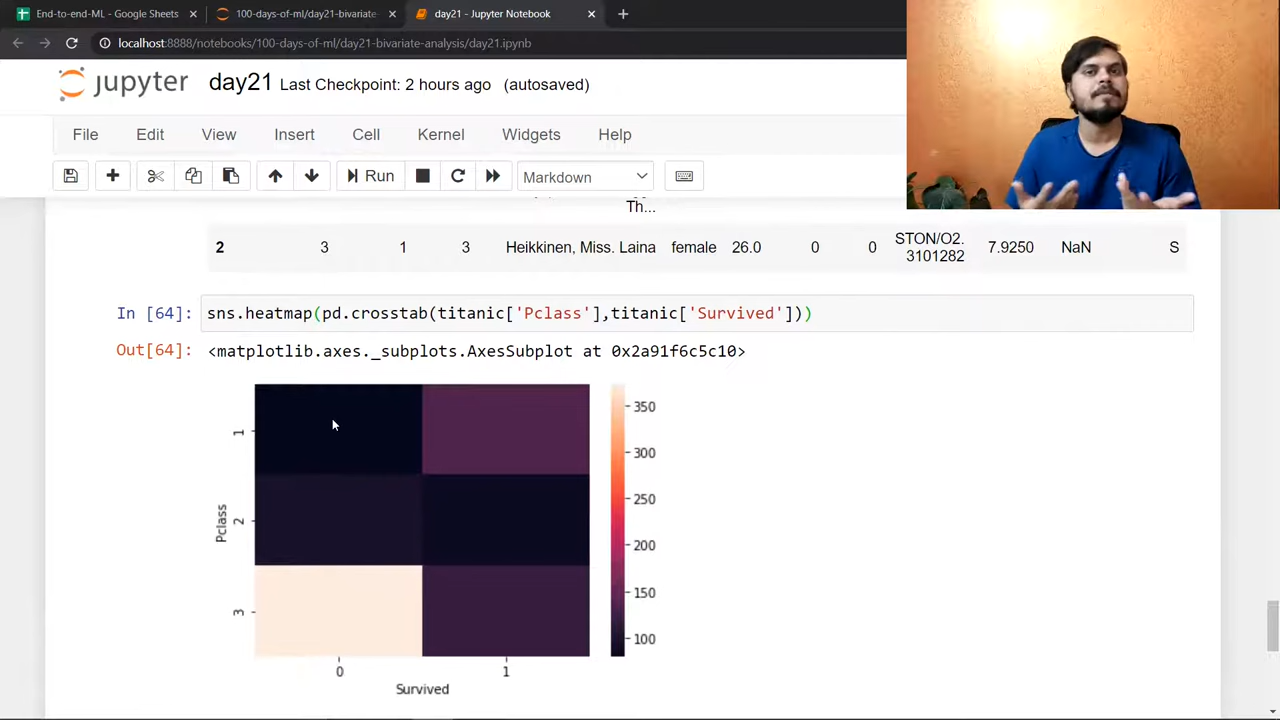 End-to-end-ML - Google Sheets
100-days-of-ml/day21-bivariate
day21 - Jupyter Notebook
localhost:8888/notebooks/100-days-of-ml/day21-bivariate-analysis/day21.ipynb
jupyter day21 Last Checkpoint: 2 hours ago (autosaved)
File Edit View Insert Cell Kernel Widgets Help
Run Markdown
Th...
2 3 1 3 Heikkinen, Miss. Laina female 26.0 0 0 STON/O2. 3101282 7.9250 NaN S
In [64]: sns.heatmap(pd.crosstab(titanic['Pclass'],titanic['Survived']))
Out[64]: <matplotlib.axes._subplots.AxesSubplot at 0x2a91f6c5c10>
Pclass
1
2
3
0 1
Survived
350
300
250
200
150
100